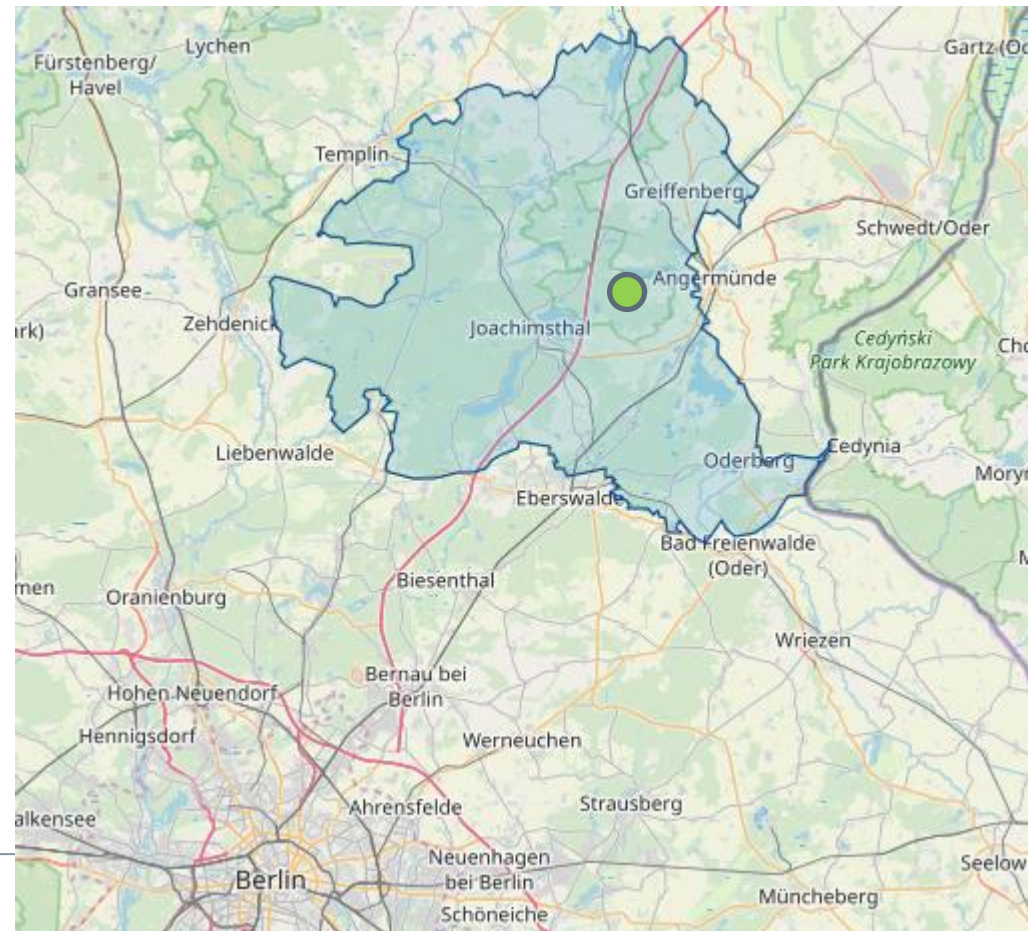 Lychen
Gartz (Od
Fürstenberg/
Havel
Templin
Greiffenberg
Schwedt/Oder
Angermünde
Gransee
Zehdenick
Joachimsthal
rk)
Cedyński
Park Krajobrazowy
Cho
Liebenwalde
Oderberg
Cedynia
Moryń
Eberswalde
Bad Freienwalde
(Oder)
Biesenthal
men
Oranienburg
Wriezen
Bernau bei
Berlin
Hohen Neuendorf
Hennigsdorf
Werneuchen
Ahrensfelde
Strausberg
alkensee
Neuenhagen
bei Berlin
Seelow
Berlin
Müncheberg
Schöneiche